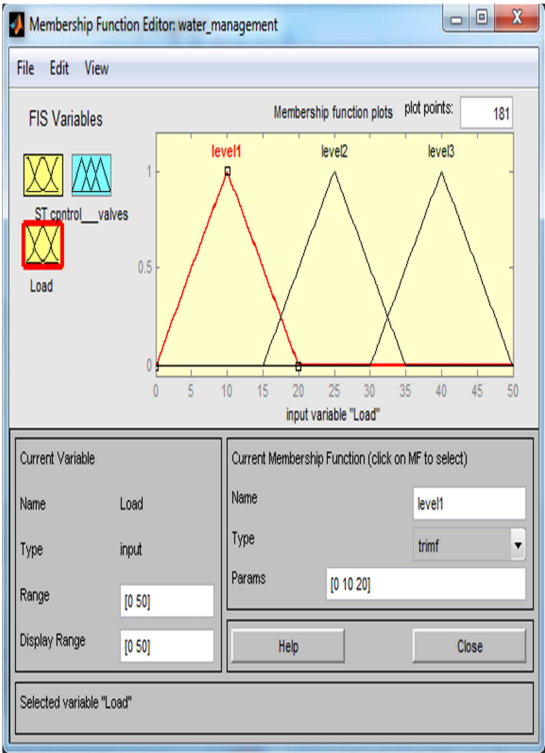 Membership Function Editor: water_management
File Edit View
FIS Variables
Membership function plots plot points: 181
level1 level2 level3
ST cpntrol___valves
Load
1
0.5
0
0 5 10 15 20 25 30 35 40 45 50
input variable "Load"
Current Variable
Name Load
Type input
Range [0 50]
Display Range [0 50]
Current Membership Function (click on MF to select)
Name level1
Type trimf
Params [0 10 20]
Help Close
Selected variable "Load"